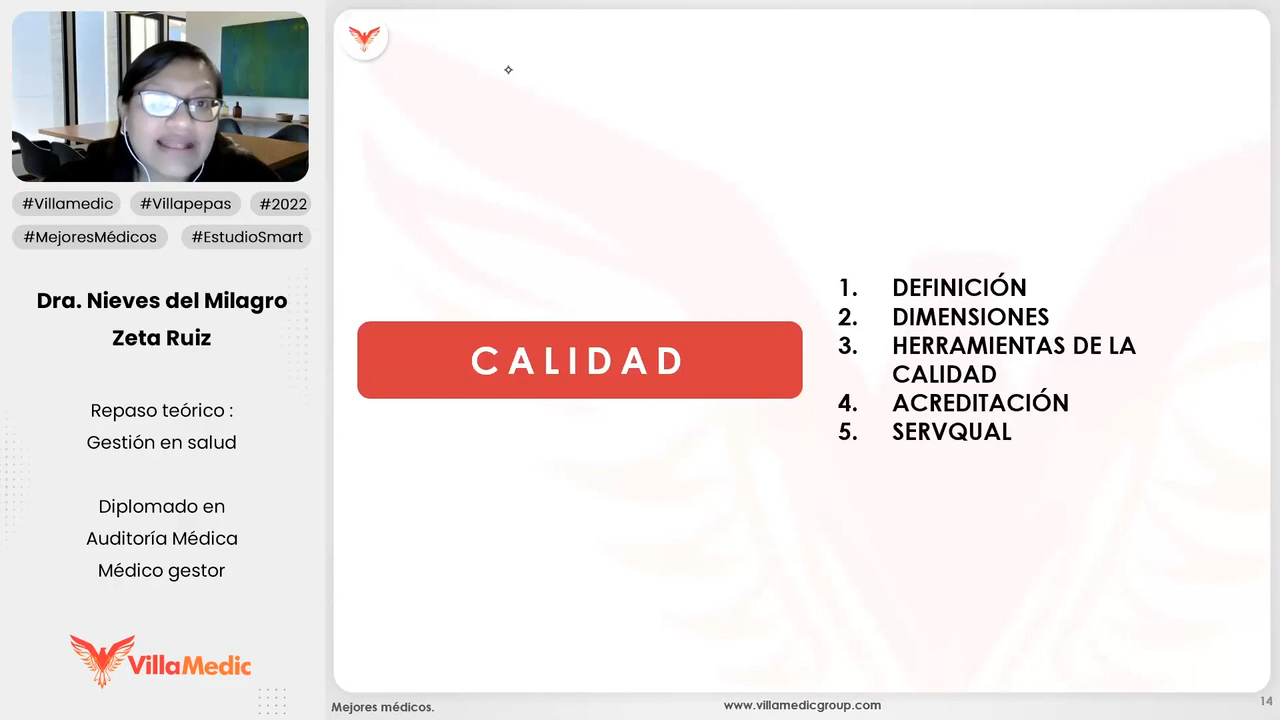 #Villamedic #Villapepas #2022
#MejoresMédicos #EstudioSmart
Dra. Nieves del Milagro
Zeta Ruiz
Repaso teórico :
Gestión en salud
Diplomado en
Auditoría Médica
Médico gestor
VillaMedic
CALIDAD
1. DEFINICIÓN
2. DIMENSIONES
3. HERRAMIENTAS DE LA
CALIDAD
4. ACREDITACIÓN
5. SERVQUAL
Mejores médicos.
www.villamedicgroup.com
14